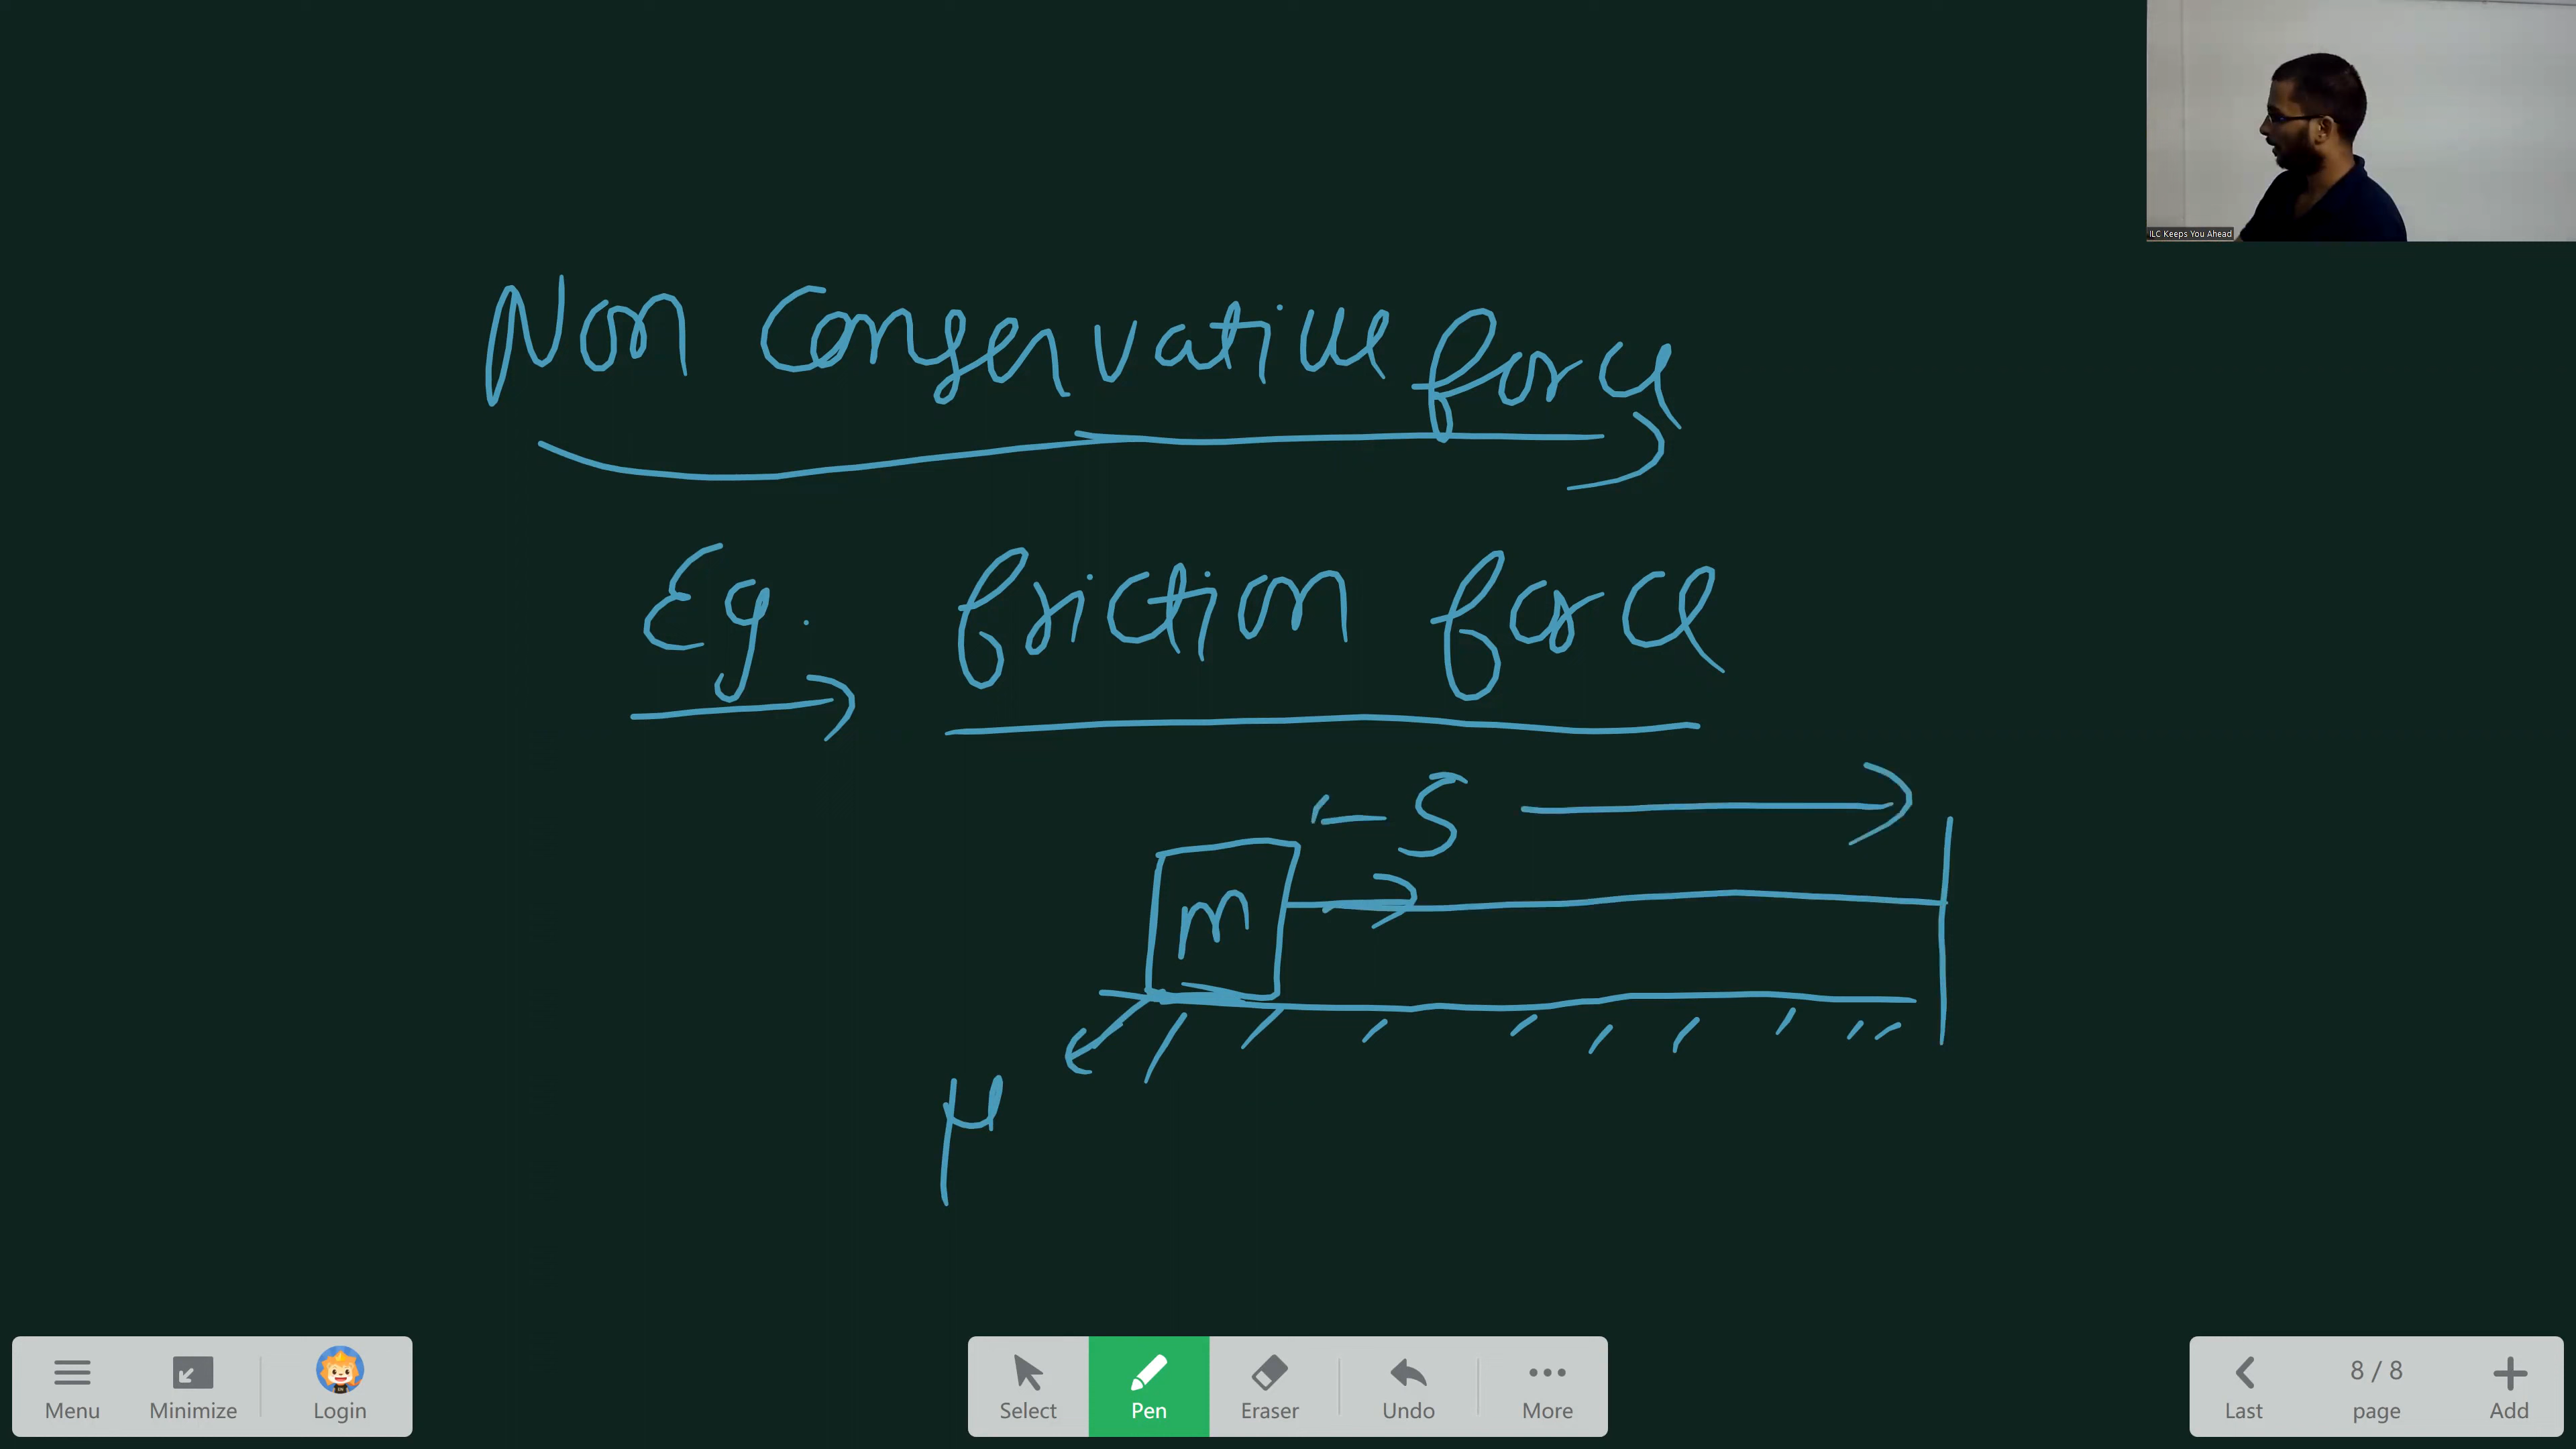 ILC Keeps You Ahead
Non Conservative force
Eg. friction force
S
m
μ
Menu Minimize Login Select Pen Eraser Undo More Last 8 / 8 page Add